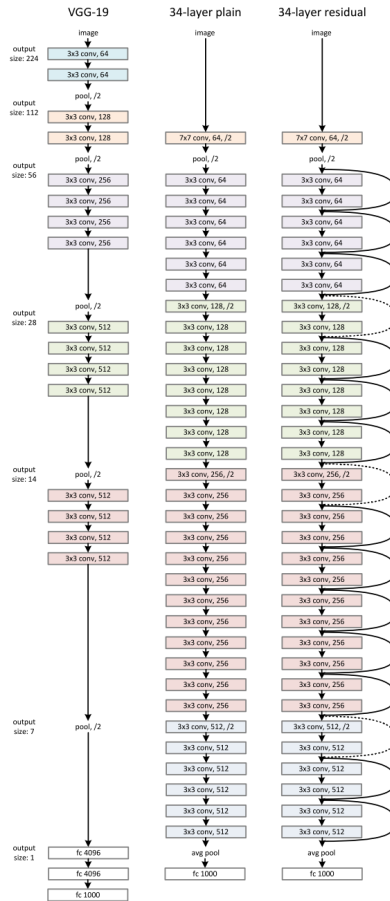 output
size: 224
output
size: 112
output
size: 56
output
size: 28
output
size: 14
output
size: 7
output
size: 1
VGG-19
image
3x3 conv, 64
3x3 conv, 64
pool, /2
3x3 conv, 128
3x3 conv, 128
pool, /2
3x3 conv, 256
3x3 conv, 256
3x3 conv, 256
3x3 conv, 256
pool, /2
3x3 conv, 512
3x3 conv, 512
3x3 conv, 512
3x3 conv, 512
pool, /2
3x3 conv, 512
3x3 conv, 512
3x3 conv, 512
3x3 conv, 512
pool, /2
fc 4096
fc 4096
fc 1000
34-layer plain
image
7x7 conv, 64, /2
pool, /2
3x3 conv, 64
3x3 conv, 64
3x3 conv, 64
3x3 conv, 64
3x3 conv, 64
3x3 conv, 64
3x3 conv, 128, /2
3x3 conv, 128
3x3 conv, 128
3x3 conv, 128
3x3 conv, 128
3x3 conv, 128
3x3 conv, 128
3x3 conv, 128
3x3 conv, 256, /2
3x3 conv, 256
3x3 conv, 256
3x3 conv, 256
3x3 conv, 256
3x3 conv, 256
3x3 conv, 256
3x3 conv, 256
3x3 conv, 256
3x3 conv, 256
3x3 conv, 256
3x3 conv, 256
3x3 conv, 512, /2
3x3 conv, 512
3x3 conv, 512
3x3 conv, 512
3x3 conv, 512
3x3 conv, 512
avg pool
fc 1000
34-layer residual
image
7x7 conv, 64, /2
pool, /2
3x3 conv, 64
3x3 conv, 64
3x3 conv, 64
3x3 conv, 64
3x3 conv, 64
3x3 conv, 64
3x3 conv, 128, /2
3x3 conv, 128
3x3 conv, 128
3x3 conv, 128
3x3 conv, 128
3x3 conv, 128
3x3 conv, 128
3x3 conv, 128
3x3 conv, 256, /2
3x3 conv, 256
3x3 conv, 256
3x3 conv, 256
3x3 conv, 256
3x3 conv, 256
3x3 conv, 256
3x3 conv, 256
3x3 conv, 256
3x3 conv, 256
3x3 conv, 256
3x3 conv, 256
3x3 conv, 512, /2
3x3 conv, 512
3x3 conv, 512
3x3 conv, 512
3x3 conv, 512
3x3 conv, 512
avg pool
fc 1000